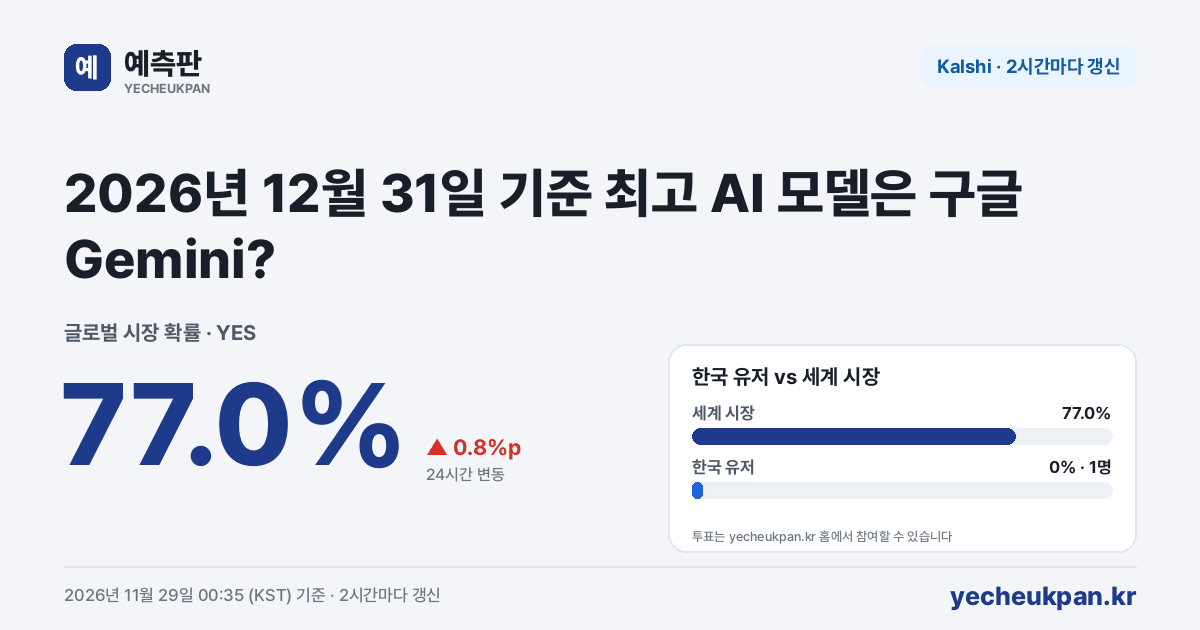 예
예측판
YECHEUKPAN
Kalshi · 2시간마다 갱신
2026년 12월 31일 기준 최고 AI 모델은 구글
Gemini?
글로벌 시장 확률 · YES
77.0%
▲ 0.8%p
24시간 변동
한국 유저 vs 세계 시장
세계 시장 77.0%
한국 유저 0% · 1명
투표는 yecheukpan.kr 홈에서 참여할 수 있습니다
2026년 11월 29일 00:35 (KST) 기준 · 2시간마다 갱신
yecheukpan.kr